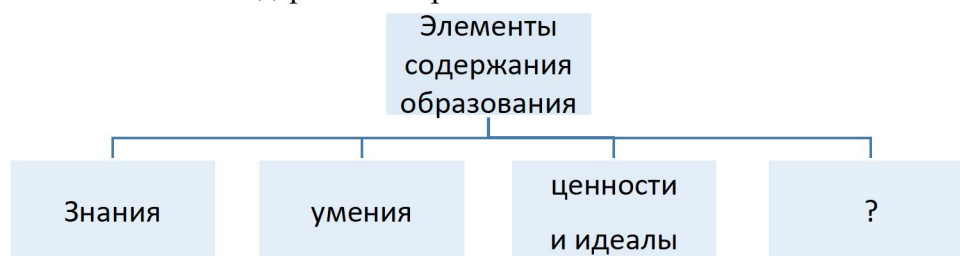 Элементы
содержания
образования
Знания
умения
ценности
и идеалы
?